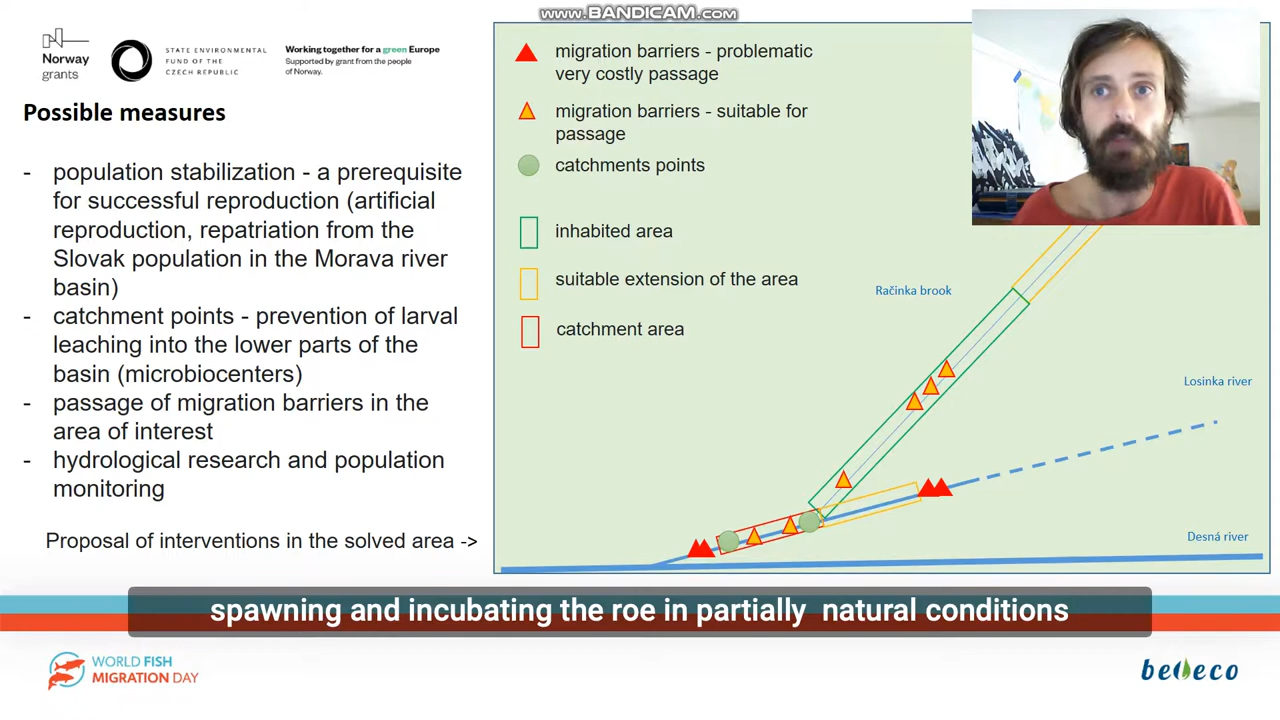 www.BANDICAM.com
Norway
grants
STATE ENVIRONMENTAL
FUND OF THE
CZECH REPUBLIC
Working together for a green Europe
Supported by grant from the people
of Norway.
Possible measures
- population stabilization - a prerequisite
for successful reproduction (artificial
reproduction, repatriation from the
Slovak population in the Morava river
basin)
- catchment points - prevention of larval
leaching into the lower parts of the
basin (microbiocenters)
- passage of migration barriers in the
area of interest
- hydrological research and population
monitoring
Proposal of interventions in the solved area ->
migration barriers - problematic
very costly passage
migration barriers - suitable for
passage
catchments points
inhabited area
suitable extension of the area
catchment area
Račinka brook
Losinka river
Desná river
spawning and incubating the roe in partially natural conditions
WORLD FISH
MIGRATION DAY
beleco